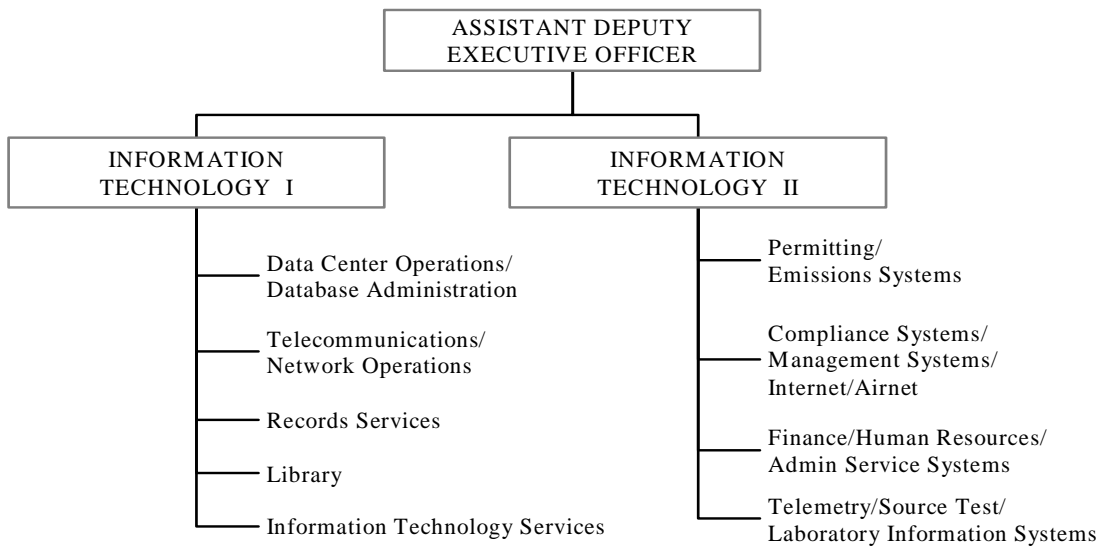 ASSISTANT DEPUTY
EXECUTIVE OFFICER
INFORMATION
TECHNOLOGY I
Data Center Operations/
Database Administration
Telecommunications/
Network Operations
Records Services
Library
Information Technology Services
INFORMATION
TECHNOLOGY II
Permitting/
Emissions Systems
Compliance Systems/
Management Systems/
Internet/Airnet
Finance/Human Resources/
Admin Service Systems
Telemetry/Source Test/
Laboratory Information Systems